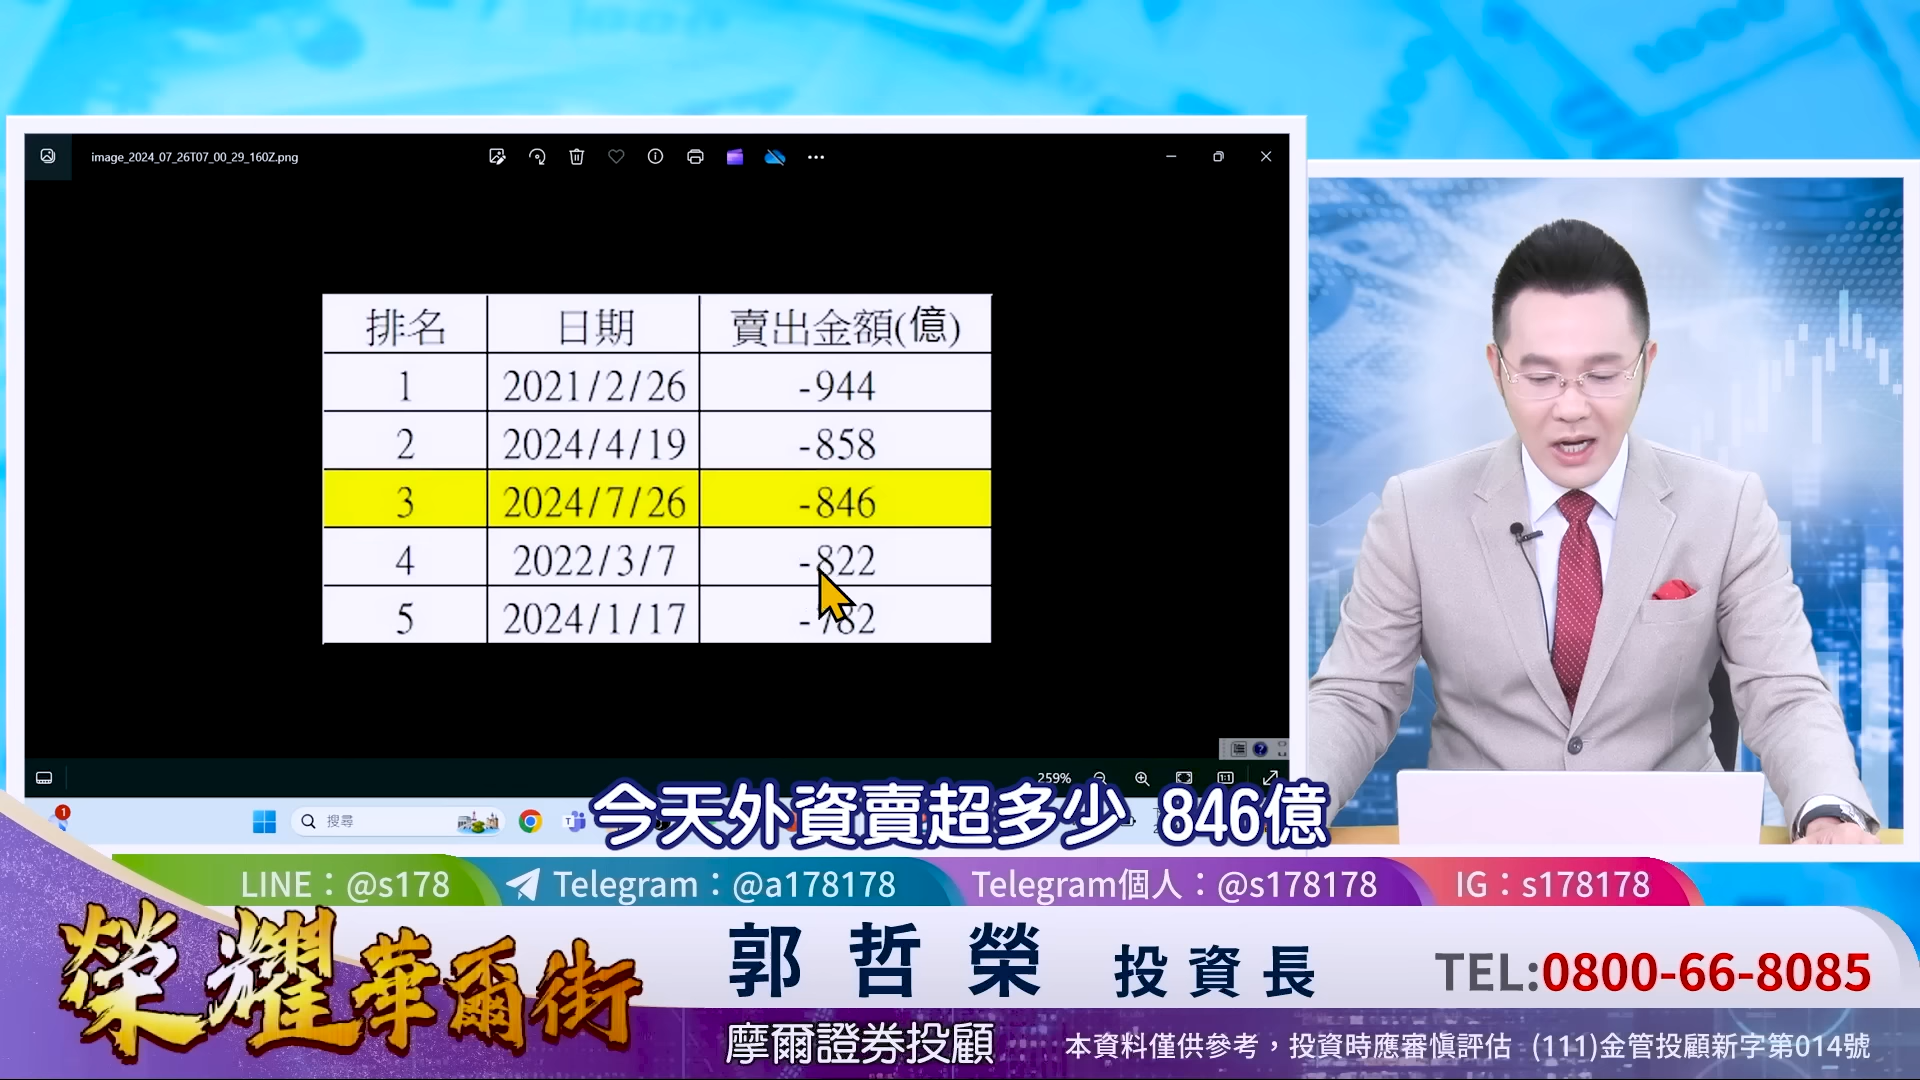 image_2024_07_26T07_00_29_160Z.png
排名 日期 賣出金額(億)
1 2021/2/26 -944
2 2024/4/19 -858
3 2024/7/26 -846
4 2022/3/7 -822
5 2024/1/17 -782
259%
搜尋
1
今天外資賣超多少 846億
LINE：@s178 Telegram：@a178178 Telegram個人：@s178178 IG：s178178
榮耀華爾街
郭哲榮 投資長 TEL:0800-66-8085
摩爾證券投顧 本資料僅供參考，投資時應審慎評估 (111)金管投顧新字第014號